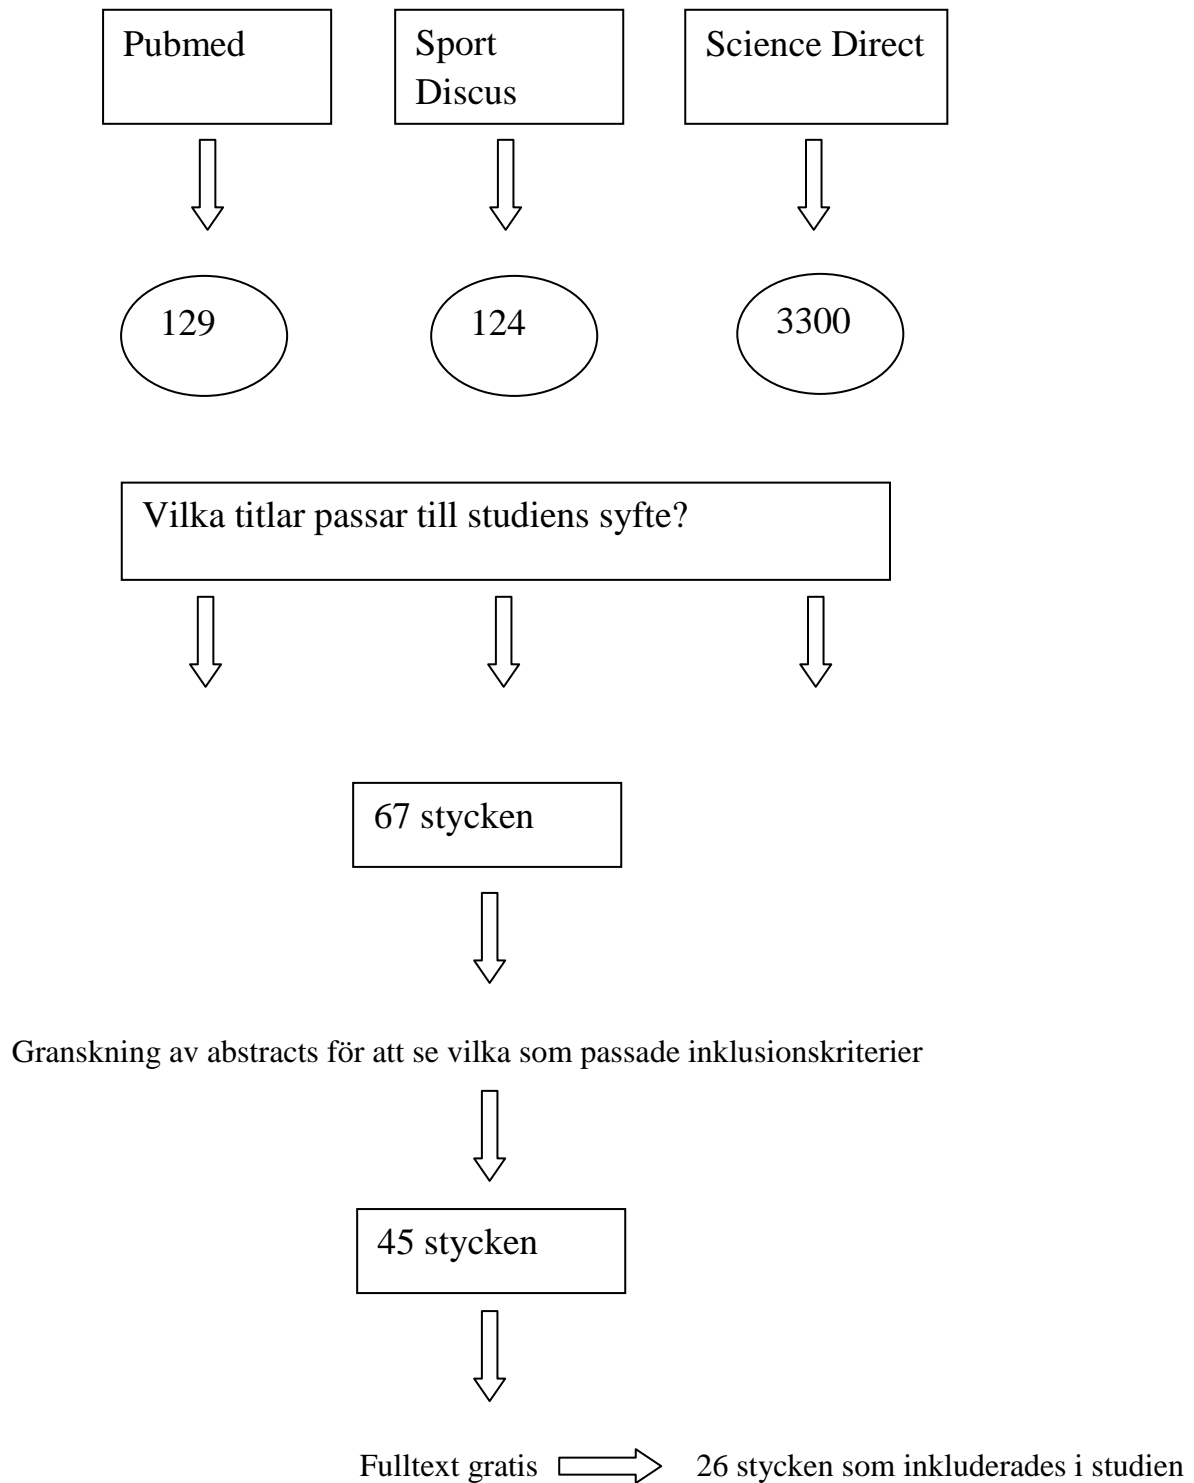 Pubmed
Sport
Discus
Science Direct
129
124
3300
Vilka titlar passar till studiens syfte?
67 stycken
Granskning av abstracts för att se vilka som passade inklusionskriterier
45 stycken
Fulltext gratis
26 stycken som inkluderades i studien